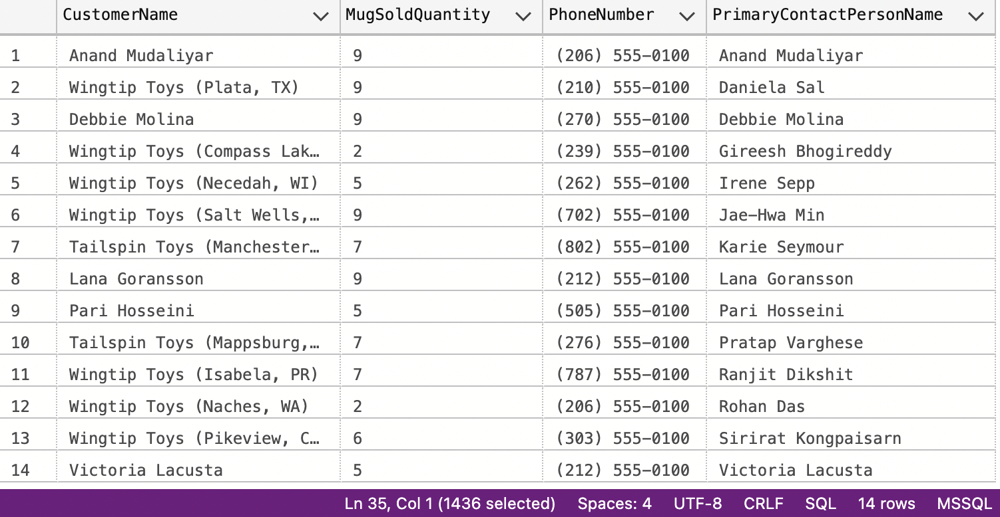 CustomerName MugSoldQuantity PhoneNumber PrimaryContactPersonName
1 Anand Mudaliyar 9 (206) 555-0100 Anand Mudaliyar
2 Wingtip Toys (Plata, TX) 9 (210) 555-0100 Daniela Sal
3 Debbie Molina 9 (270) 555-0100 Debbie Molina
4 Wingtip Toys (Compass Lak… 2 (239) 555-0100 Gireesh Bhogireddy
5 Wingtip Toys (Necedah, WI) 5 (262) 555-0100 Irene Sepp
6 Wingtip Toys (Salt Wells,… 9 (702) 555-0100 Jae-Hwa Min
7 Tailspin Toys (Manchester… 7 (802) 555-0100 Karie Seymour
8 Lana Goransson 9 (212) 555-0100 Lana Goransson
9 Pari Hosseini 5 (505) 555-0100 Pari Hosseini
10 Tailspin Toys (Mappsburg,… 7 (276) 555-0100 Pratap Varghese
11 Wingtip Toys (Isabela, PR) 7 (787) 555-0100 Ranjit Dikshit
12 Wingtip Toys (Naches, WA) 2 (206) 555-0100 Rohan Das
13 Wingtip Toys (Pikeview, C… 6 (303) 555-0100 Sirirat Kongpaisarn
14 Victoria Lacusta 5 (212) 555-0100 Victoria Lacusta
Ln 35, Col 1 (1436 selected) Spaces: 4 UTF-8 CRLF SQL 14 rows MSSQL